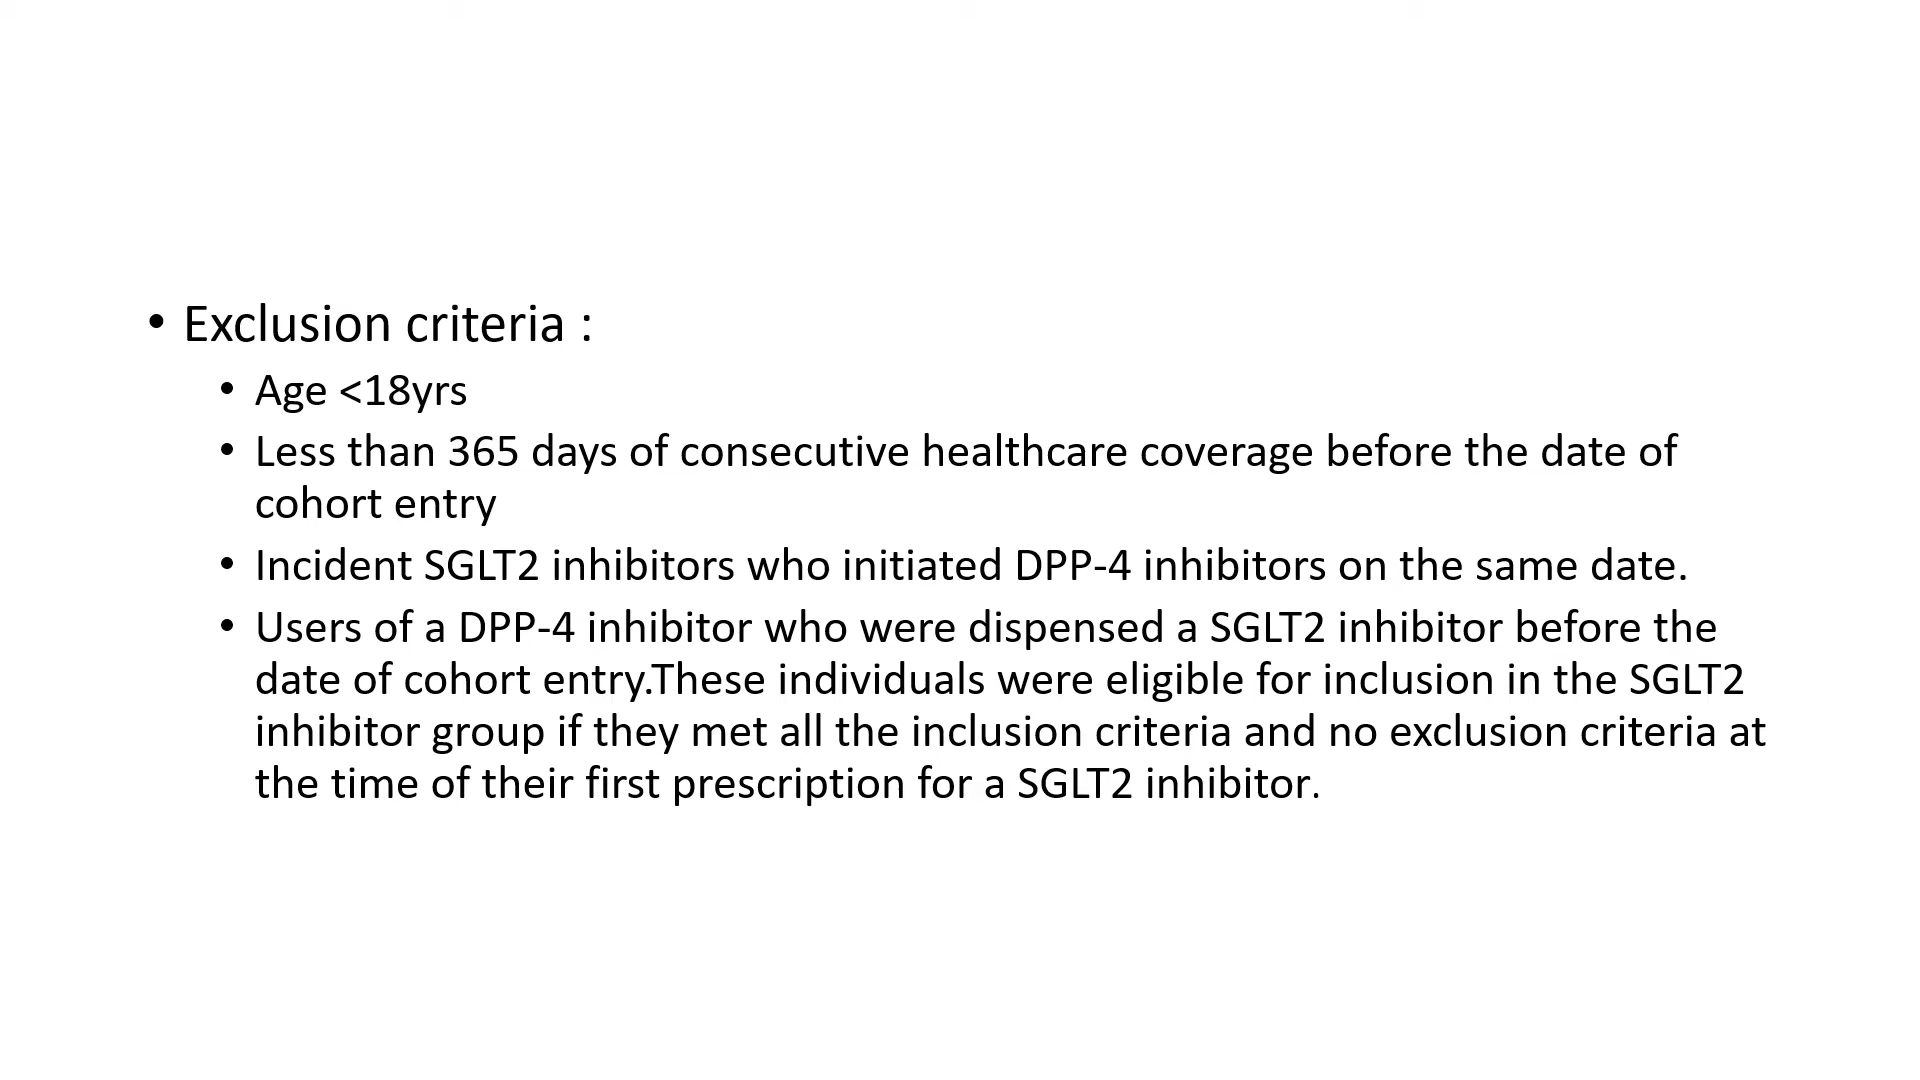 • Exclusion criteria :
• Age <18yrs
• Less than 365 days of consecutive healthcare coverage before the date of
cohort entry
• Incident SGLT2 inhibitors who initiated DPP-4 inhibitors on the same date.
• Users of a DPP-4 inhibitor who were dispensed a SGLT2 inhibitor before the
date of cohort entry.These individuals were eligible for inclusion in the SGLT2
inhibitor group if they met all the inclusion criteria and no exclusion criteria at
the time of their first prescription for a SGLT2 inhibitor.